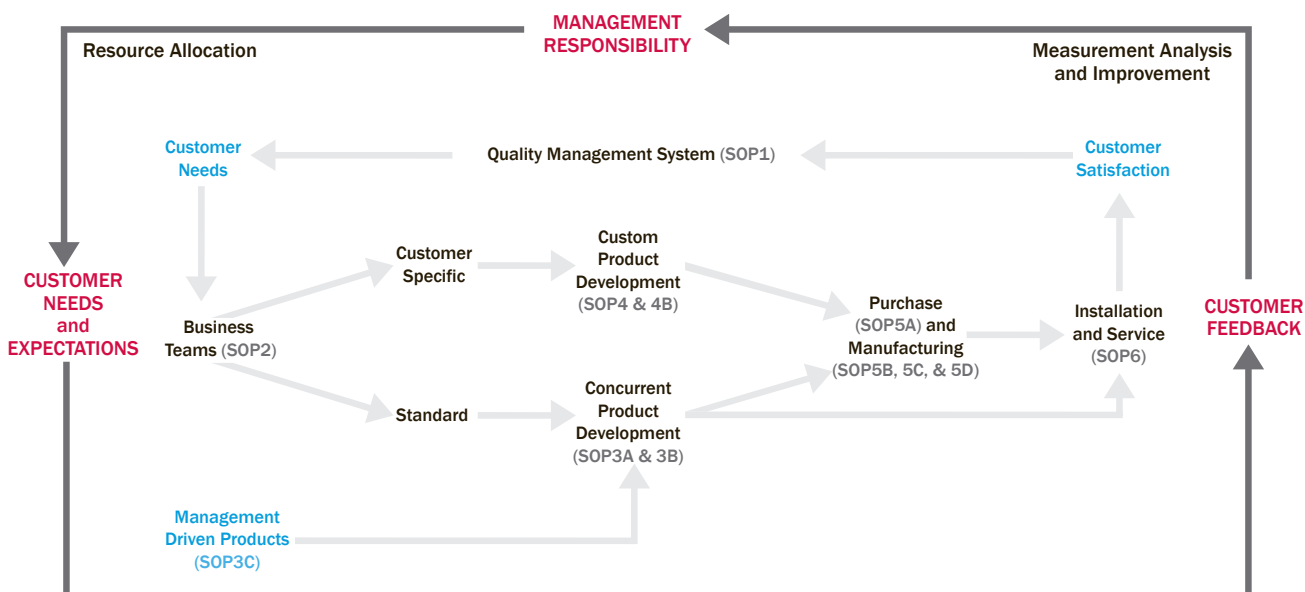 MANAGEMENT
RESPONSIBILITY
Resource Allocation
Measurement Analysis
and Improvement
Customer
Needs
Quality Management System (SOP1)
Customer
Satisfaction
CUSTOMER
NEEDS
and
EXPECTATIONS
Business
Teams (SOP2)
Customer
Specific
Custom
Product
Development
(SOP4 & 4B)
Standard
Concurrent
Product
Development
(SOP3A & 3B)
Purchase
(SOP5A) and
Manufacturing
(SOP5B, 5C, & 5D)
Installation
and Service
(SOP6)
CUSTOMER
FEEDBACK
Management
Driven Products
(SOP3C)